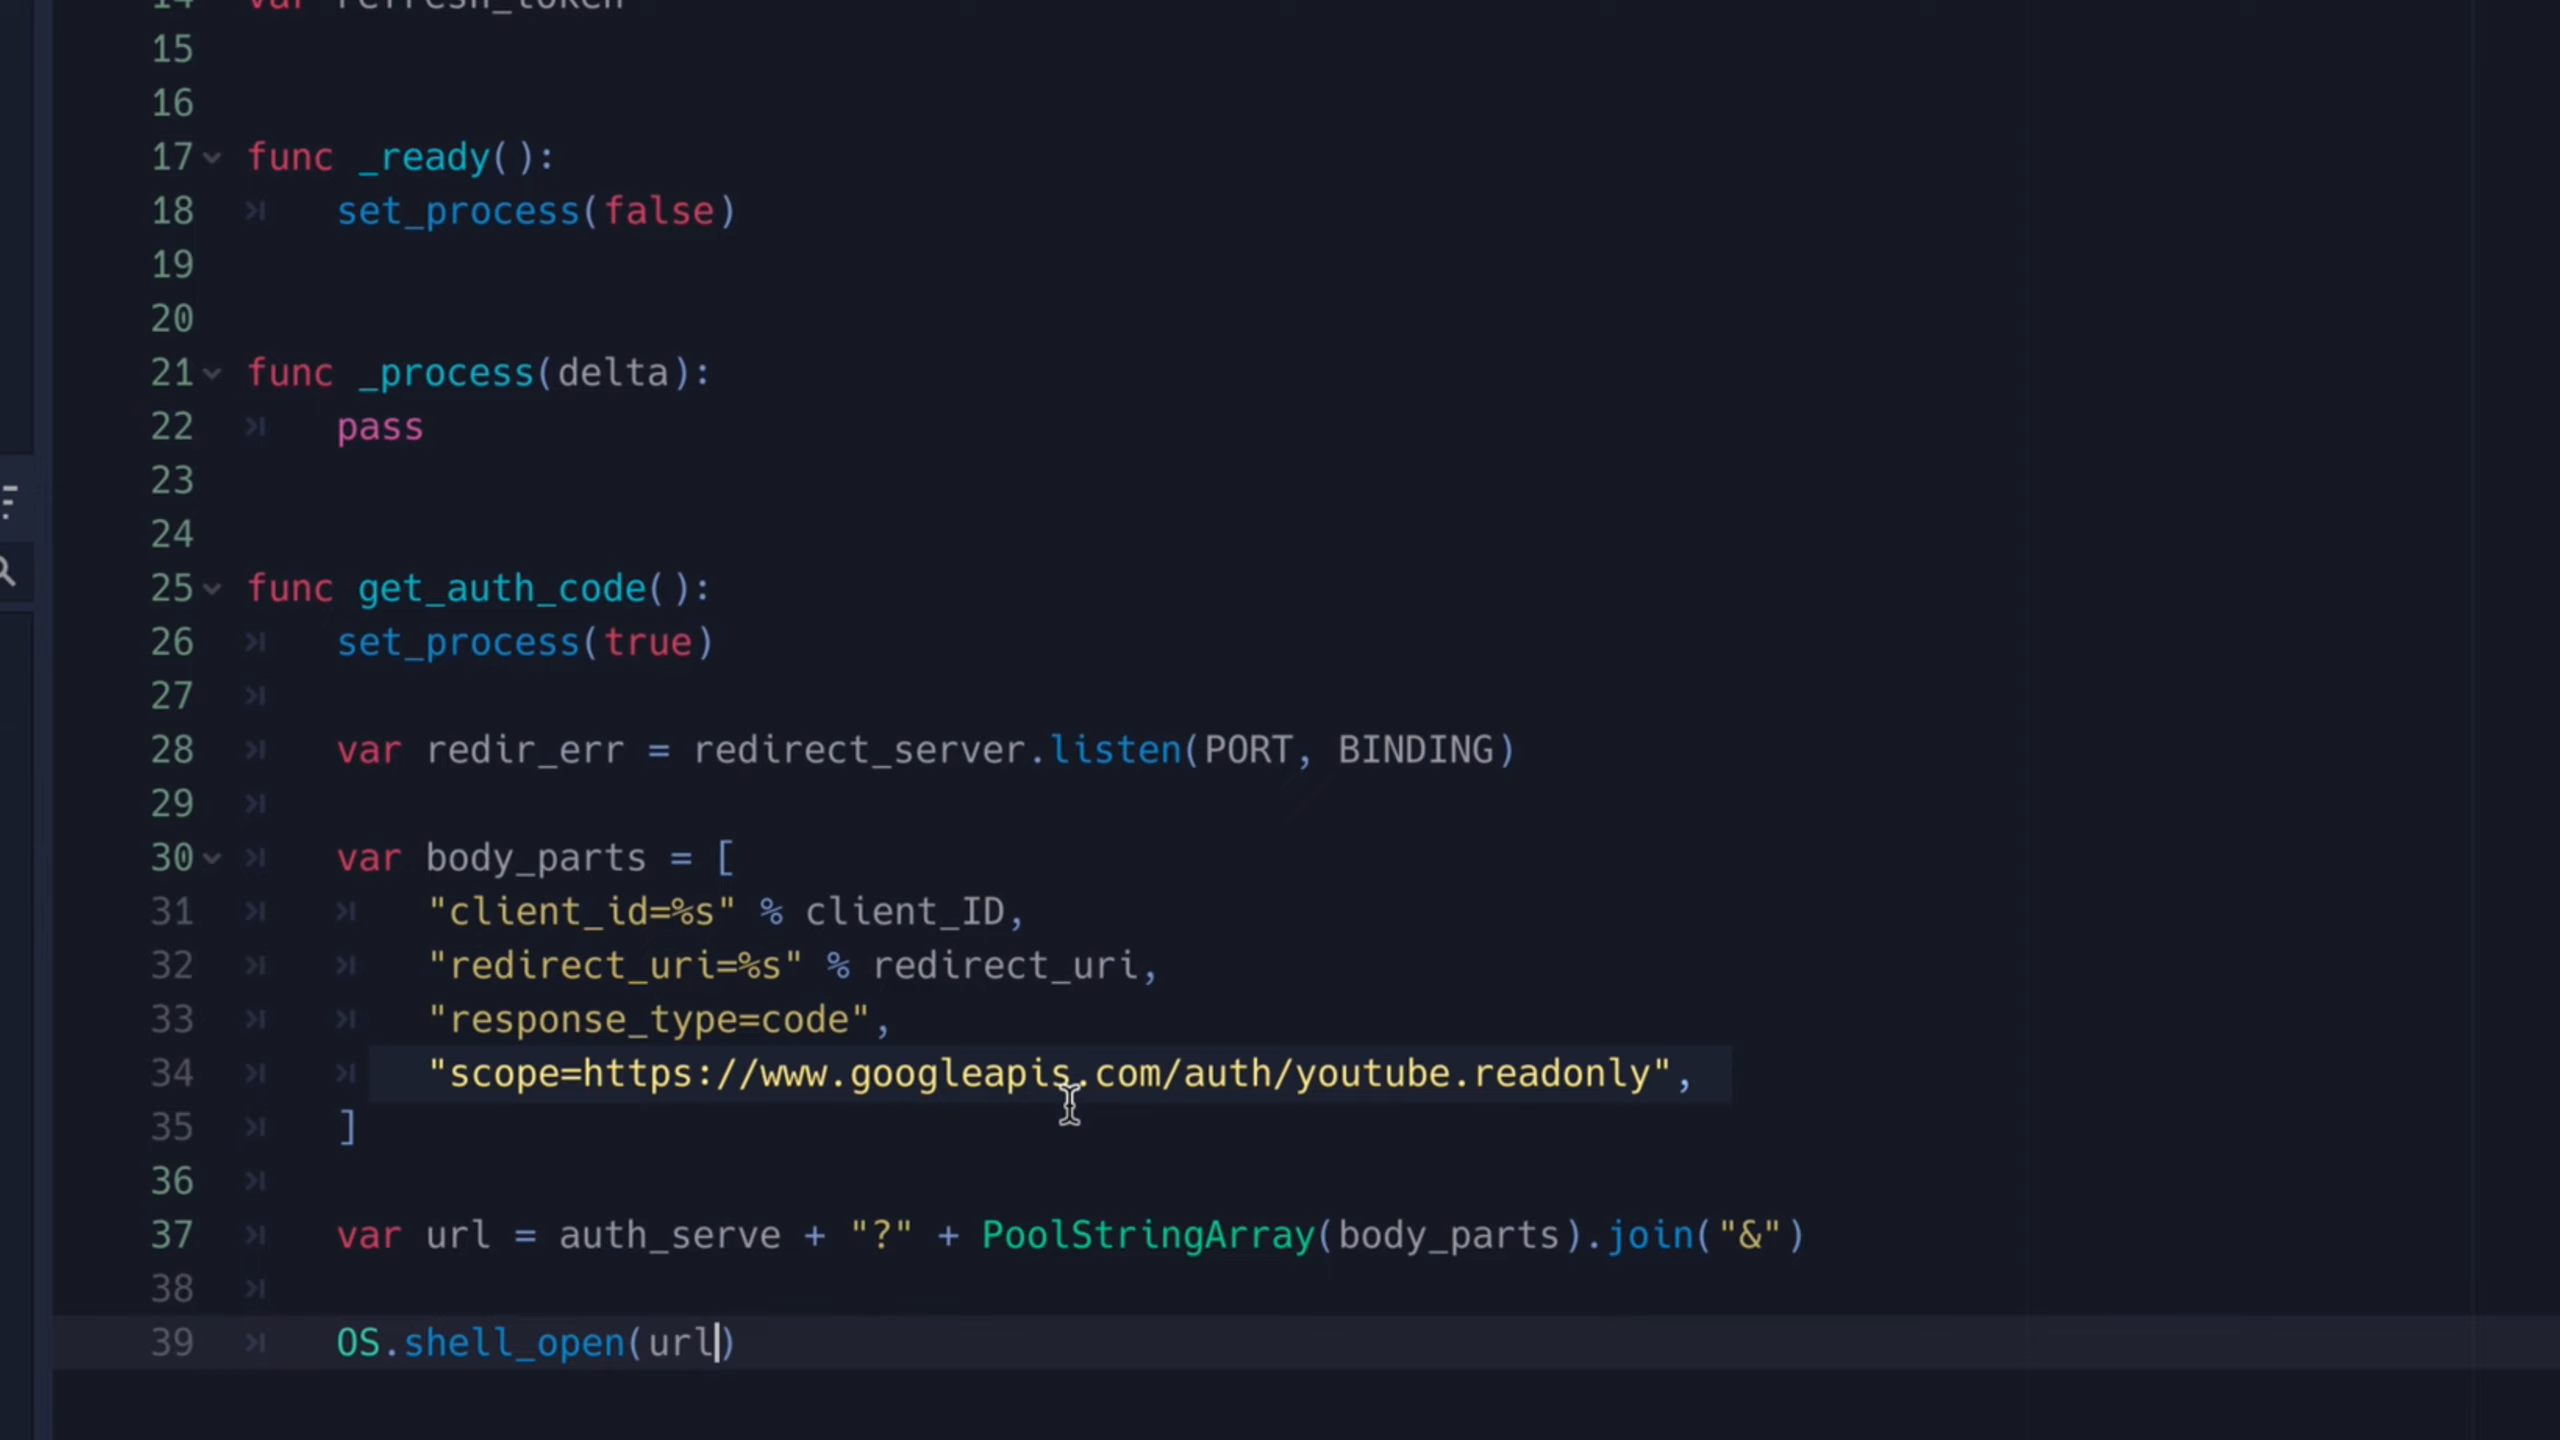 14 var refresh_token
15
16
17 func _ready():
18 set_process(false)
19
20
21 func _process(delta):
22 pass
23
24
25 func get_auth_code():
26 set_process(true)
27
28 var redir_err = redirect_server.listen(PORT, BINDING)
29
30 var body_parts = [
31 "client_id=%s" % client_ID,
32 "redirect_uri=%s" % redirect_uri,
33 "response_type=code",
34 "scope=https://www.googleapis.com/auth/youtube.readonly",
35 ]
36
37 var url = auth_serve + "?" + PoolStringArray(body_parts).join("&")
38
39 OS.shell_open(url)